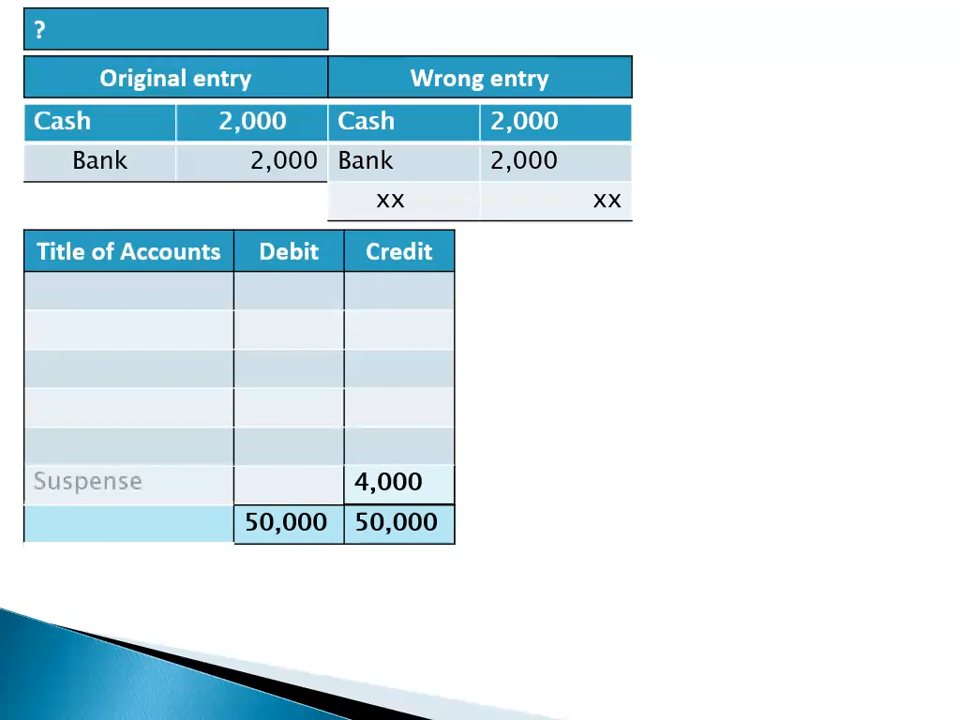 ?
Original entry Wrong entry
Cash 2,000 Cash 2,000
Bank 2,000 Bank 2,000
xx xx
Title of Accounts Debit Credit
Suspense 4,000
50,000 50,000